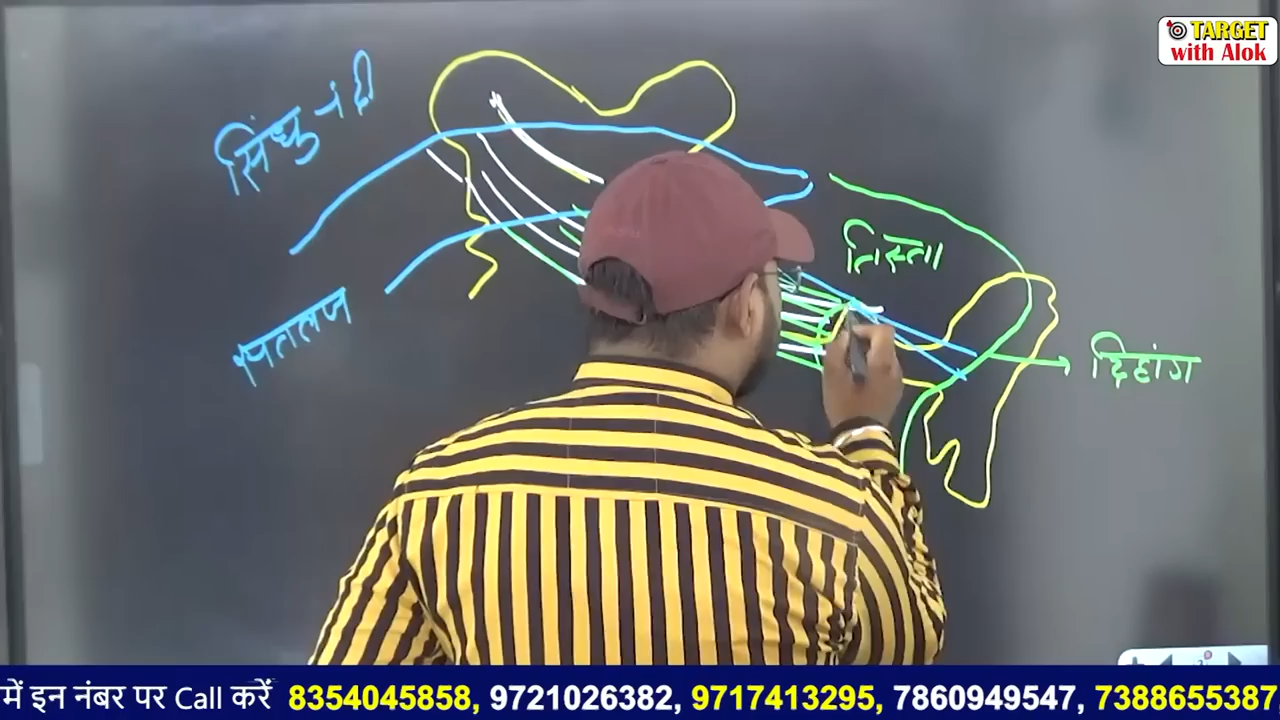 TARGET
with Alok
सिंधु नदी
तिस्ता
सतलज
दिहांग
में इन नंबर पर Call करें 8354045858, 9721026382, 9717413295, 7860949547, 7388655387,